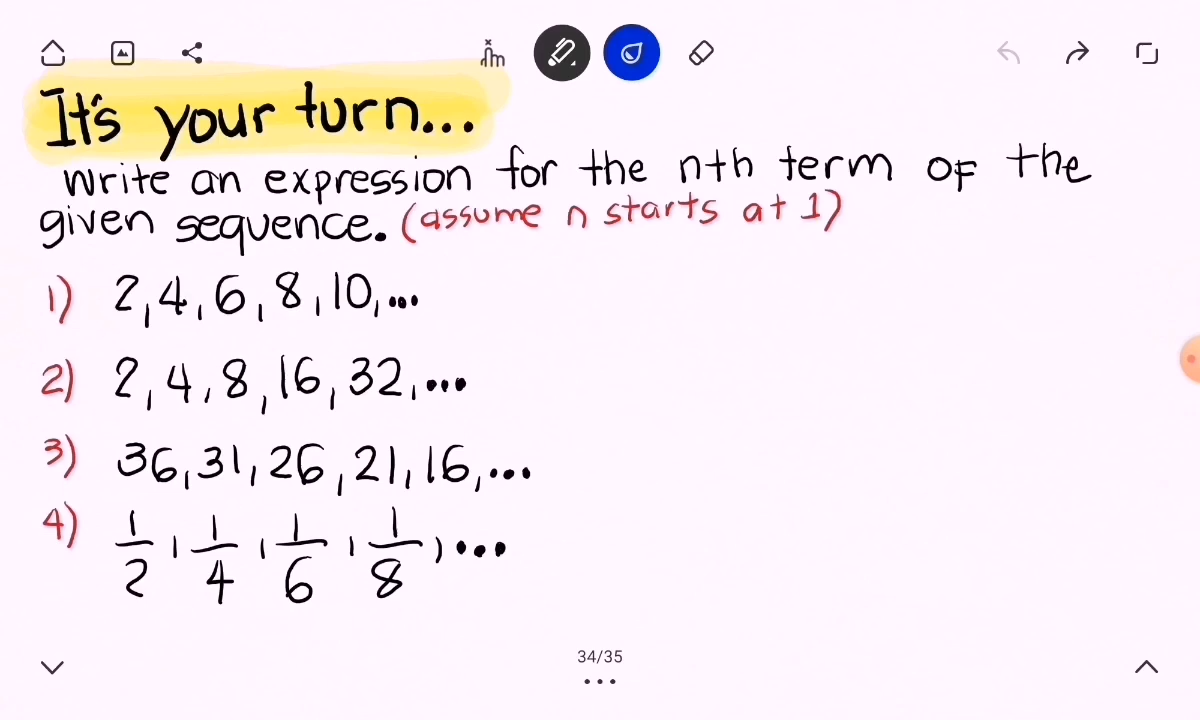 It's your turn...
Write an expression for the nth term of the
given sequence. (assume n starts at 1)
1) 2, 4, 6, 8, 10, ...
2) 2, 4, 8, 16, 32, ...
3) 36, 31, 26, 21, 16, ...
4) 1/2, 1/4, 1/6, 1/8, ...
34/35